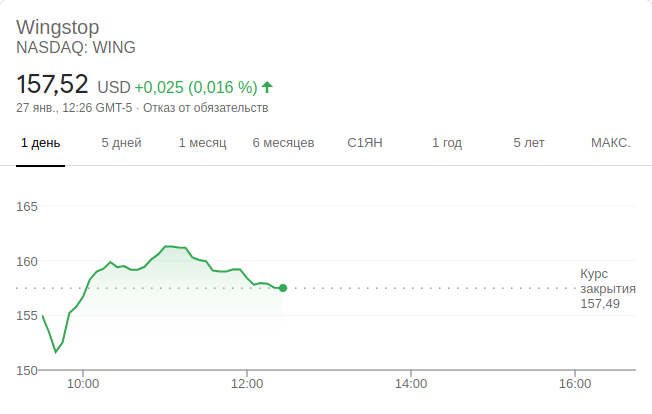 Wingstop
NASDAQ: WING
157,52 USD +0,025 (0,016 %)
27 янв., 12:26 GMT-5 · Отказ от обязательств
1 день 5 дней 1 месяц 6 месяцев С1ЯН 1 год 5 лет МАКС.
165
160
Курс
закрытия
157,49
155
150
10:00 12:00 14:00 16:00